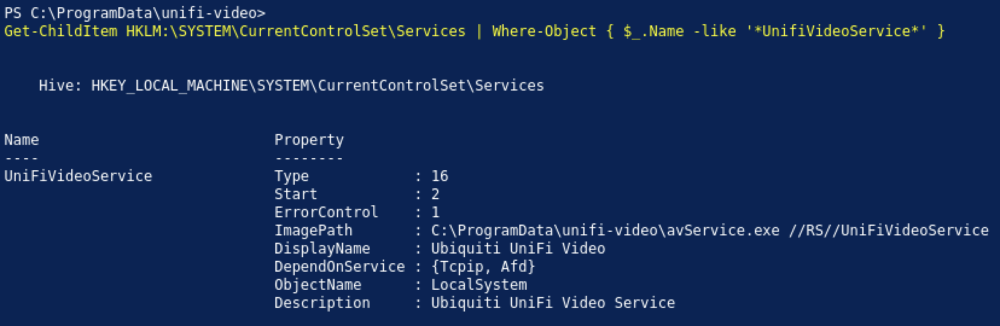 PS C:\ProgramData\unifi-video>
Get-ChildItem HKLM:\SYSTEM\CurrentControlSet\Services | Where-Object { $_.Name -like '*UnifiVideoService*' }
Hive: HKEY_LOCAL_MACHINE\SYSTEM\CurrentControlSet\Services
Name                           Property
----                           --------
UniFiVideoService              Type            : 16
                               Start           : 2
                               ErrorControl    : 1
                               ImagePath       : C:\ProgramData\unifi-video\avService.exe //RS//UniFiVideoService
                               DisplayName     : Ubiquiti UniFi Video
                               DependOnService : {Tcpip, Afd}
                               ObjectName      : LocalSystem
                               Description     : Ubiquiti UniFi Video Service